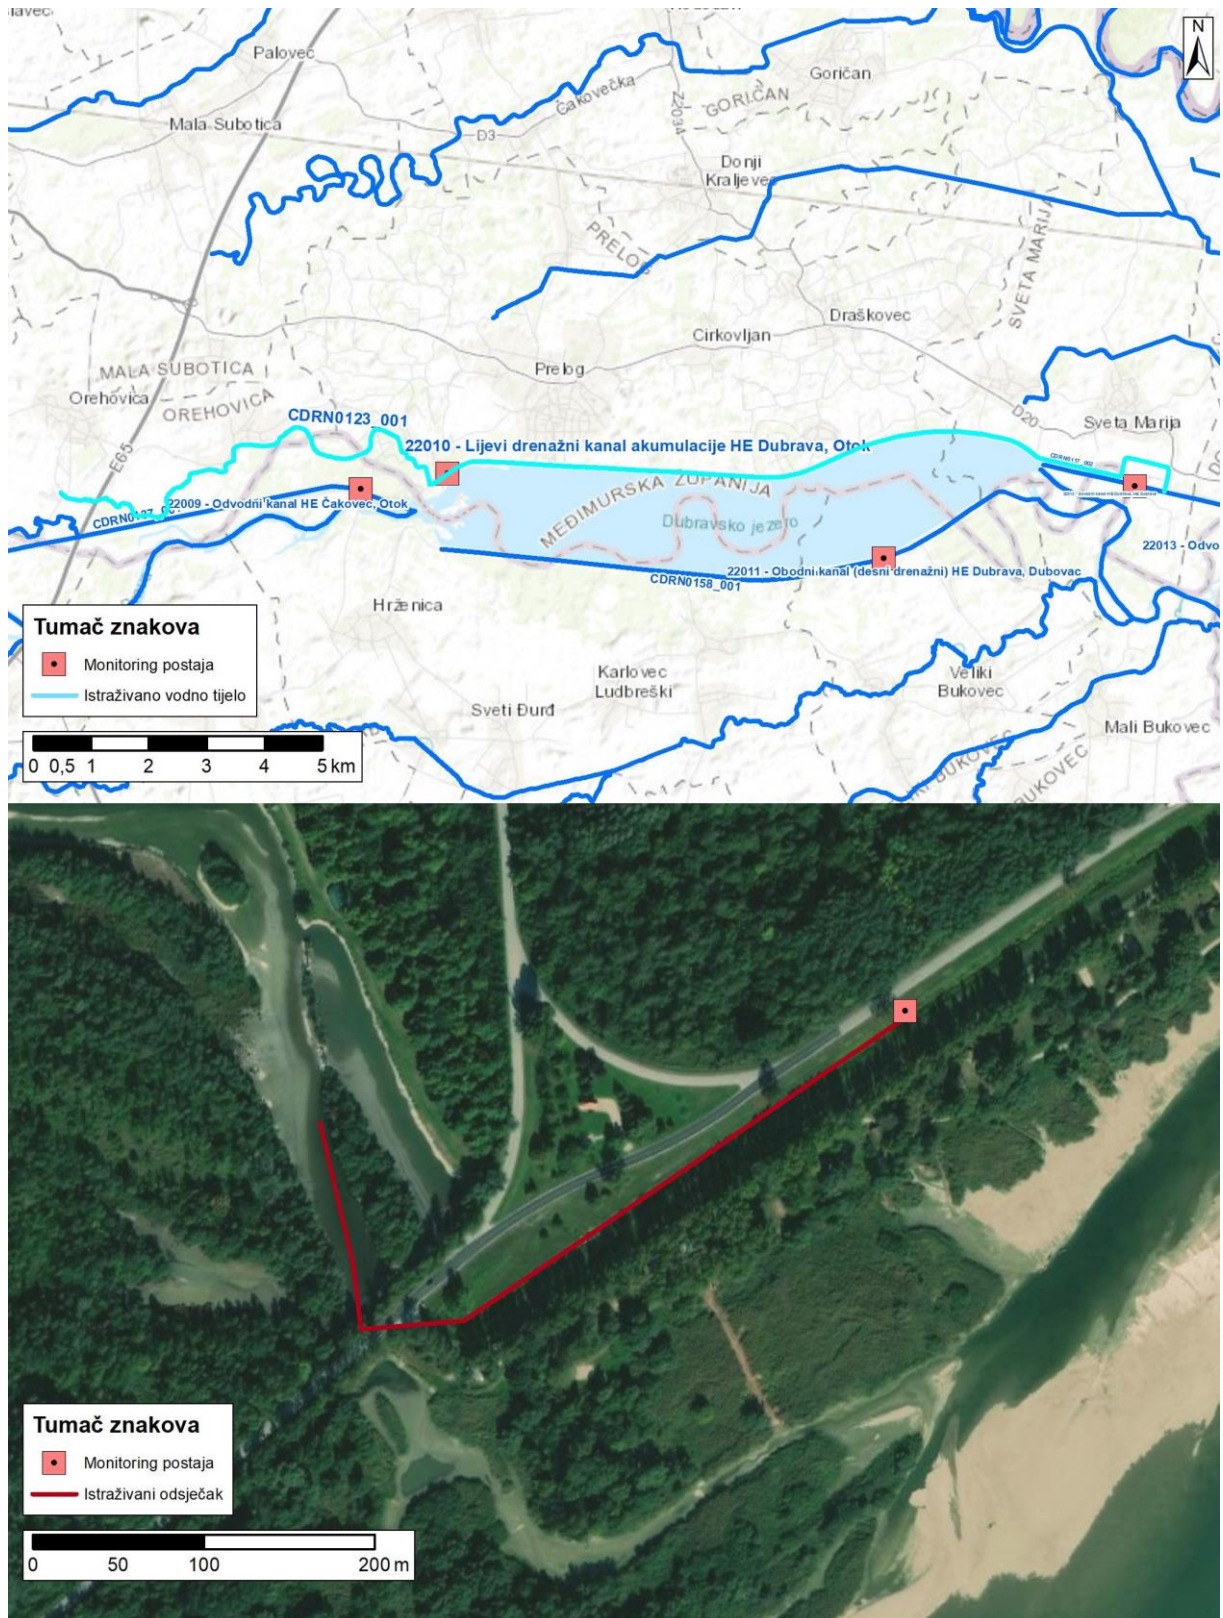 Palovec
Goričan
N
Čakovečka
GORIČAN
Mala Subotica
D3
Z2034
Donji
Kraljevec
PRELOG
SVETA MARIJA
Draškovec
Cirkovljan
MALA SUBOTICA
Prelog
Orehovica
OREHOVICA
D20
CDRN0123_001
Sveta Marija
22010 - Lijevi drenažni kanal akumulacije HE Dubrava, Otok
E65
MEĐIMURSKA ŽUPANIJA
22009 - Odvodni kanal HE Čakovec, Otok
Dubravsko jezero
22013 - Odvo
22011 - Obodni kanal (desni drenažni) HE Dubrava, Dubovac
CDRN0158_001
Hrženica
Tumač znakova
Monitoring postaja
Istraživano vodno tijelo
Karlovec
Ludbreški
Veliki
Bukovec
Sveti Đurđ
Mali Bukovec
BUKOVEC
BUKOVEC
0 0,5 1 2 3 4 5 km
Tumač znakova
Monitoring postaja
Istraživani odsječak
0 50 100 200 m